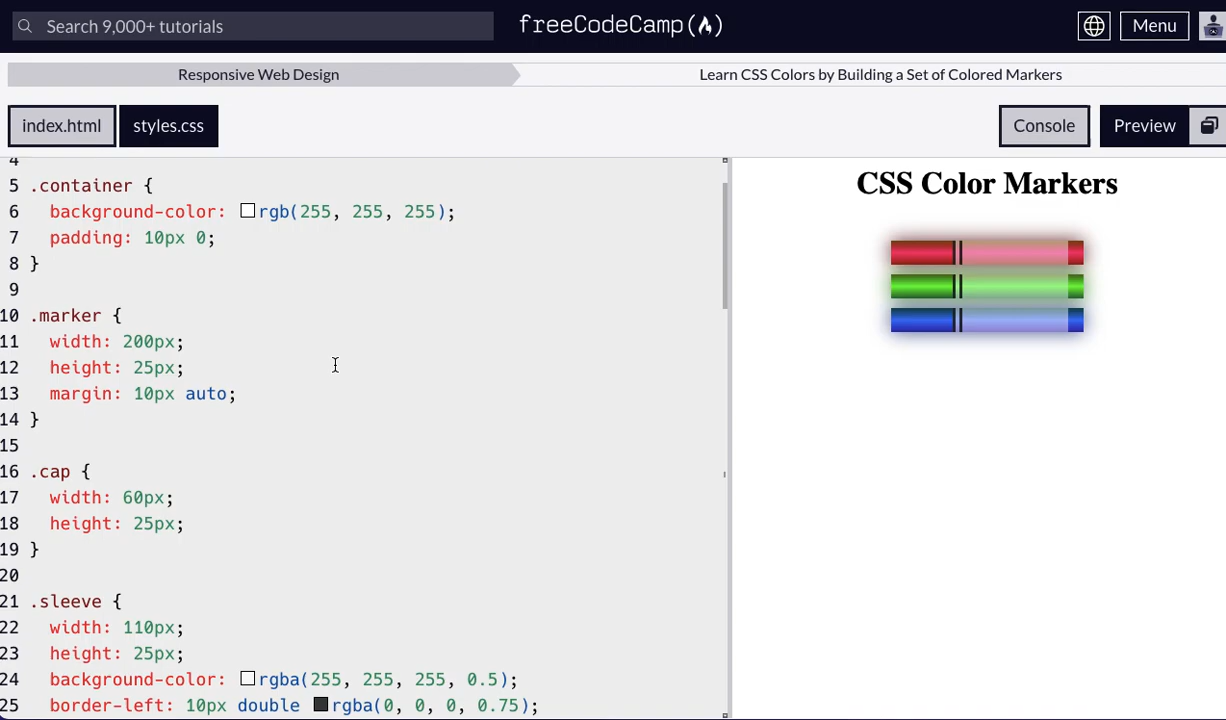 Search 9,000+ tutorials
freeCodeCamp
Menu
Responsive Web Design
Learn CSS Colors by Building a Set of Colored Markers
index.html
styles.css
Console
Preview
4
5 .container {
6 background-color: rgb(255, 255, 255);
7 padding: 10px 0;
8 }
9
10 .marker {
11 width: 200px;
12 height: 25px;
13 margin: 10px auto;
14 }
15
16 .cap {
17 width: 60px;
18 height: 25px;
19 }
20
21 .sleeve {
22 width: 110px;
23 height: 25px;
24 background-color: rgba(255, 255, 255, 0.5);
25 border-left: 10px double rgba(0, 0, 0, 0.75);
CSS Color Markers